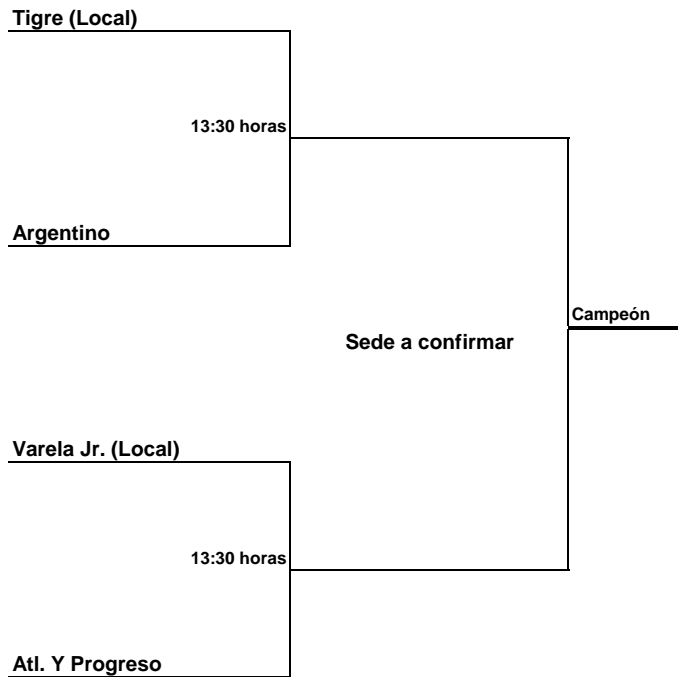 Tigre (Local)
13:30 horas
Argentino
Campeón
Sede a confirmar
Varela Jr. (Local)
13:30 horas
Atl. Y Progreso